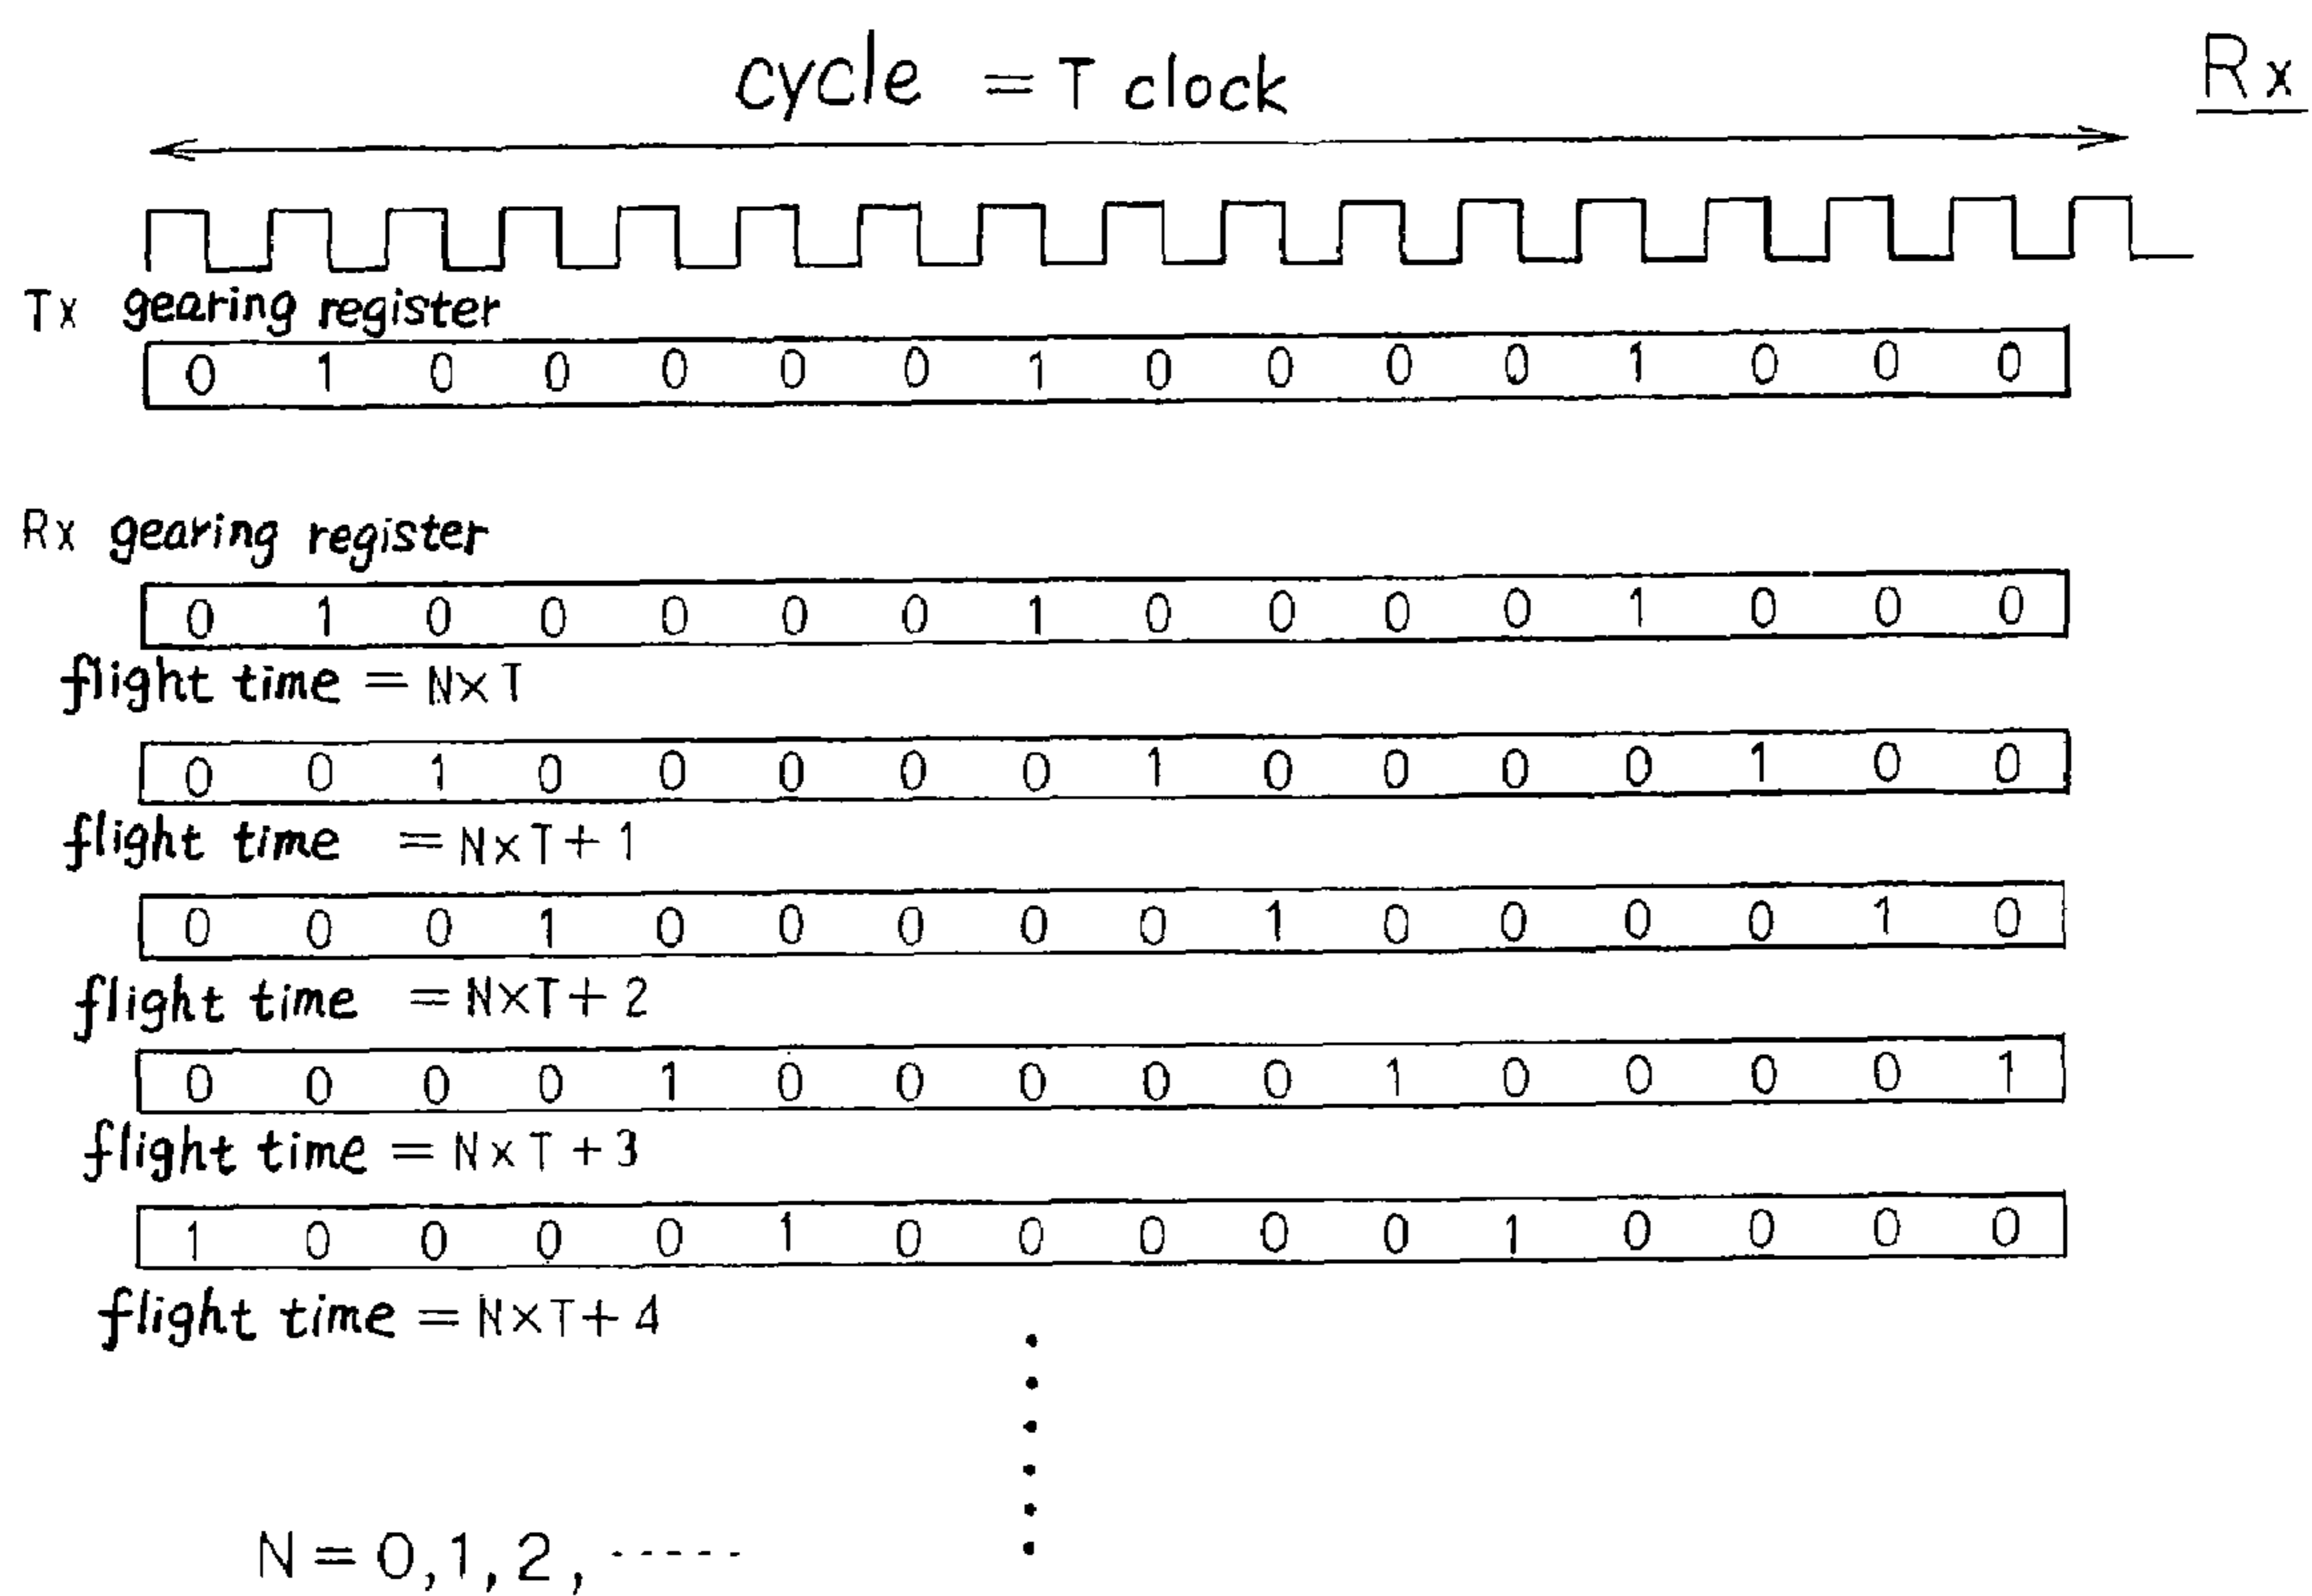 cycle = T clock
Rx
Tx gearing register
0 1 0 0 0 0 0 1 0 0 0 0 1 0 0 0
Rx gearing register
0 1 0 0 0 0 0 1 0 0 0 0 1 0 0 0
flight time = N×T
0 0 1 0 0 0 0 0 1 0 0 0 0 1 0 0
flight time = N×T+1
0 0 0 1 0 0 0 0 0 1 0 0 0 0 1 0
flight time = N×T+2
0 0 0 0 1 0 0 0 0 0 1 0 0 0 0 1
flight time = N×T+3
1 0 0 0 0 1 0 0 0 0 0 1 0 0 0 0
flight time = N×T+4
N=0,1,2,-----